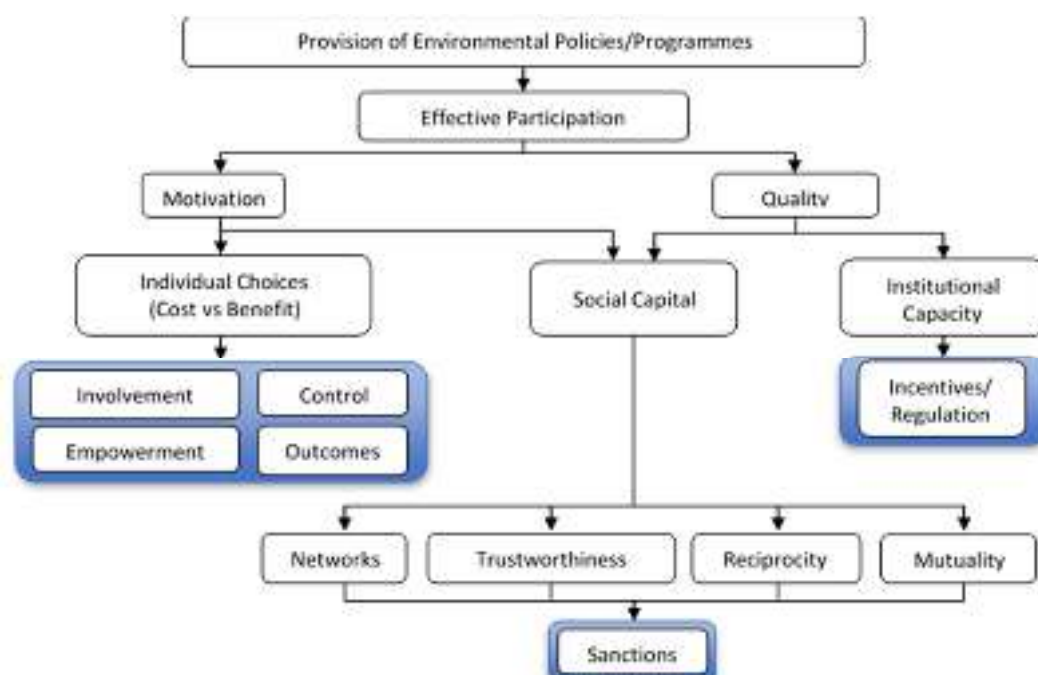 Provision of Environmental Policies/Programmes
Effective Participation
Motivation
Quality
Individual Choices
(Cost vs Benefit)
Social Capital
Institutional
Capacity
Involvement
Control
Empowerment
Outcomes
Incentives/
Regulation
Networks
Trustworthiness
Reciprocity
Mutuality
Sanctions